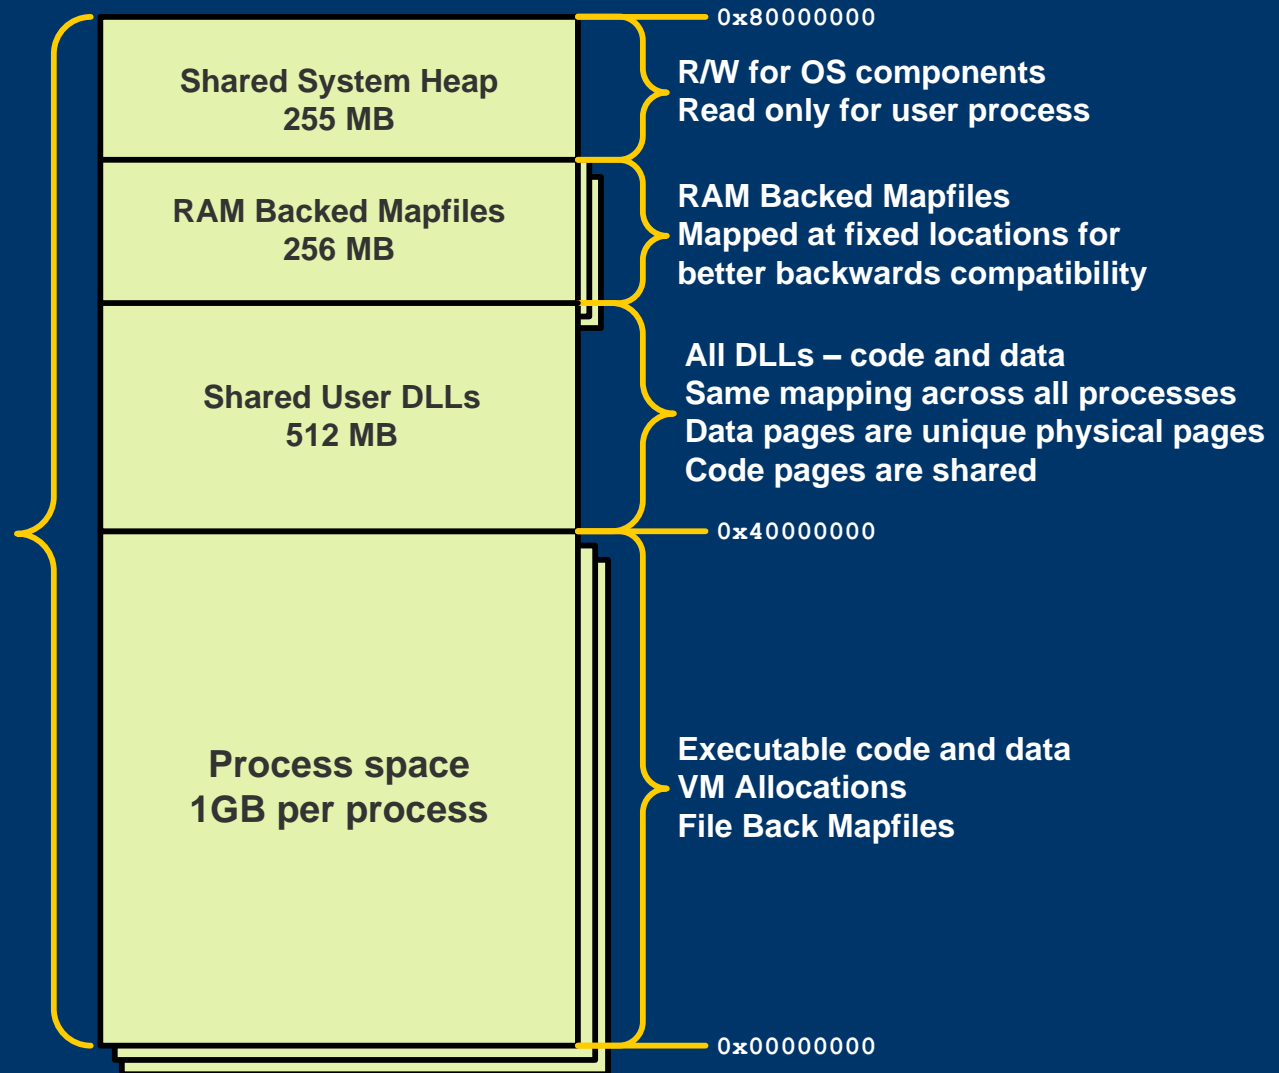 0x80000000
Shared System Heap
255 MB
R/W for OS components
Read only for user process
RAM Backed Mapfiles
256 MB
RAM Backed Mapfiles
Mapped at fixed locations for
better backwards compatibility
Shared User DLLs
512 MB
All DLLs – code and data
Same mapping across all processes
Data pages are unique physical pages
Code pages are shared
0x40000000
Process space
1GB per process
Executable code and data
VM Allocations
File Back Mapfiles
0x00000000